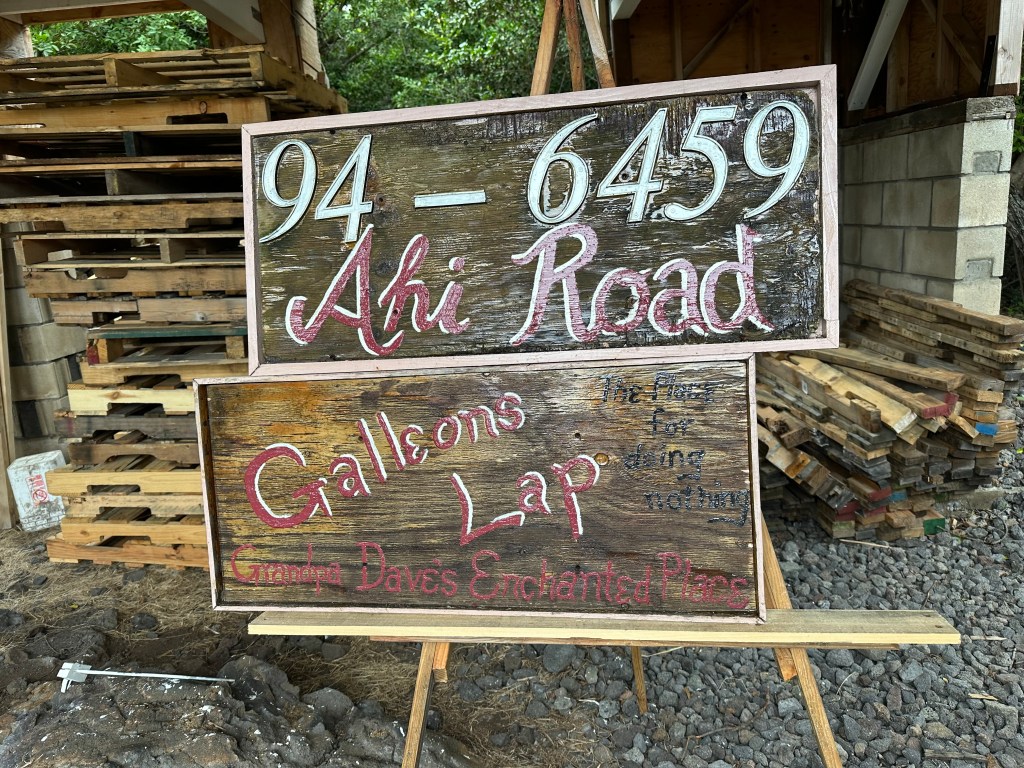 94-6459
Ahi Road
Galleons
Lap
The Place
for
doing
nothing
Grandpa Dave's Enchanted Place